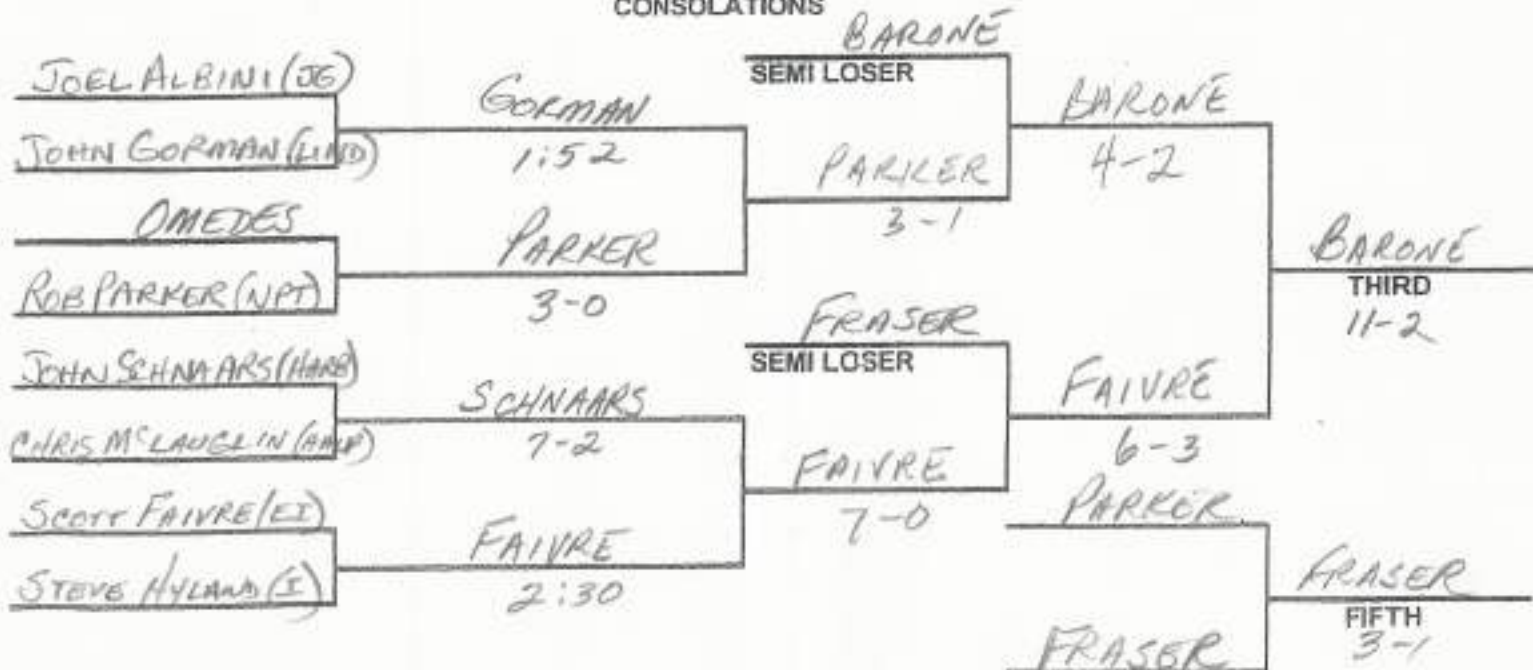 CONSOLATIONS
BARONE
SEMI LOSER
JOEL ALBINI (JG)
GORMAN
BARONE
JOHN GORMAN (LIND)
1:52
PARKER
4-2
OMEDES
3-1
PARKER
BARONE
ROB PARKER (NPT)
THIRD
3-0
FRASER
11-2
SEMI LOSER
JOHN SCHNAARS (HARB)
SCHNAARS
FAIVRE
CHRIS MCLAUGLIN (AMP)
7-2
6-3
FAIVRE
SCOTT FAIVRE (EI)
7-0
PARKER
FAIVRE
STEVE HYLAND (I)
2:30
FRASER
FIFTH
3-1
FRASER